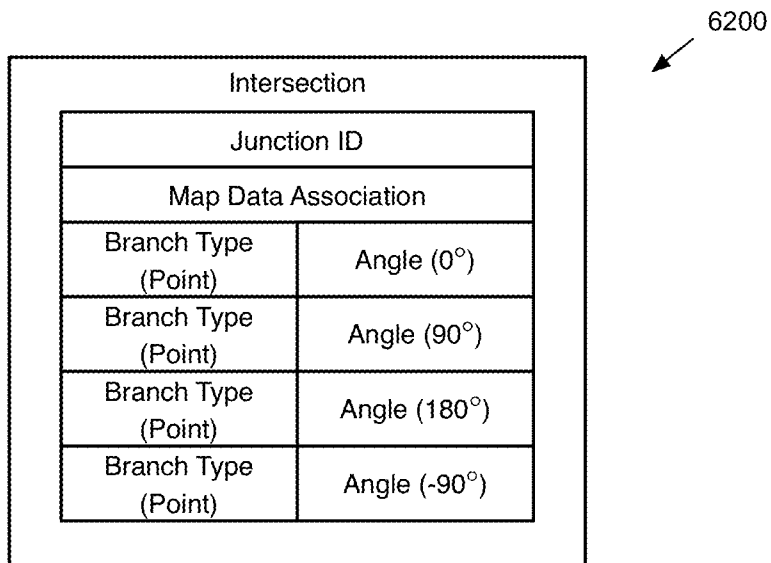 6200
Intersection
Junction ID
Map Data Association
Branch Type
(Point)
Angle (0°)
Branch Type
(Point)
Angle (90°)
Branch Type
(Point)
Angle (180°)
Branch Type
(Point)
Angle (-90°)